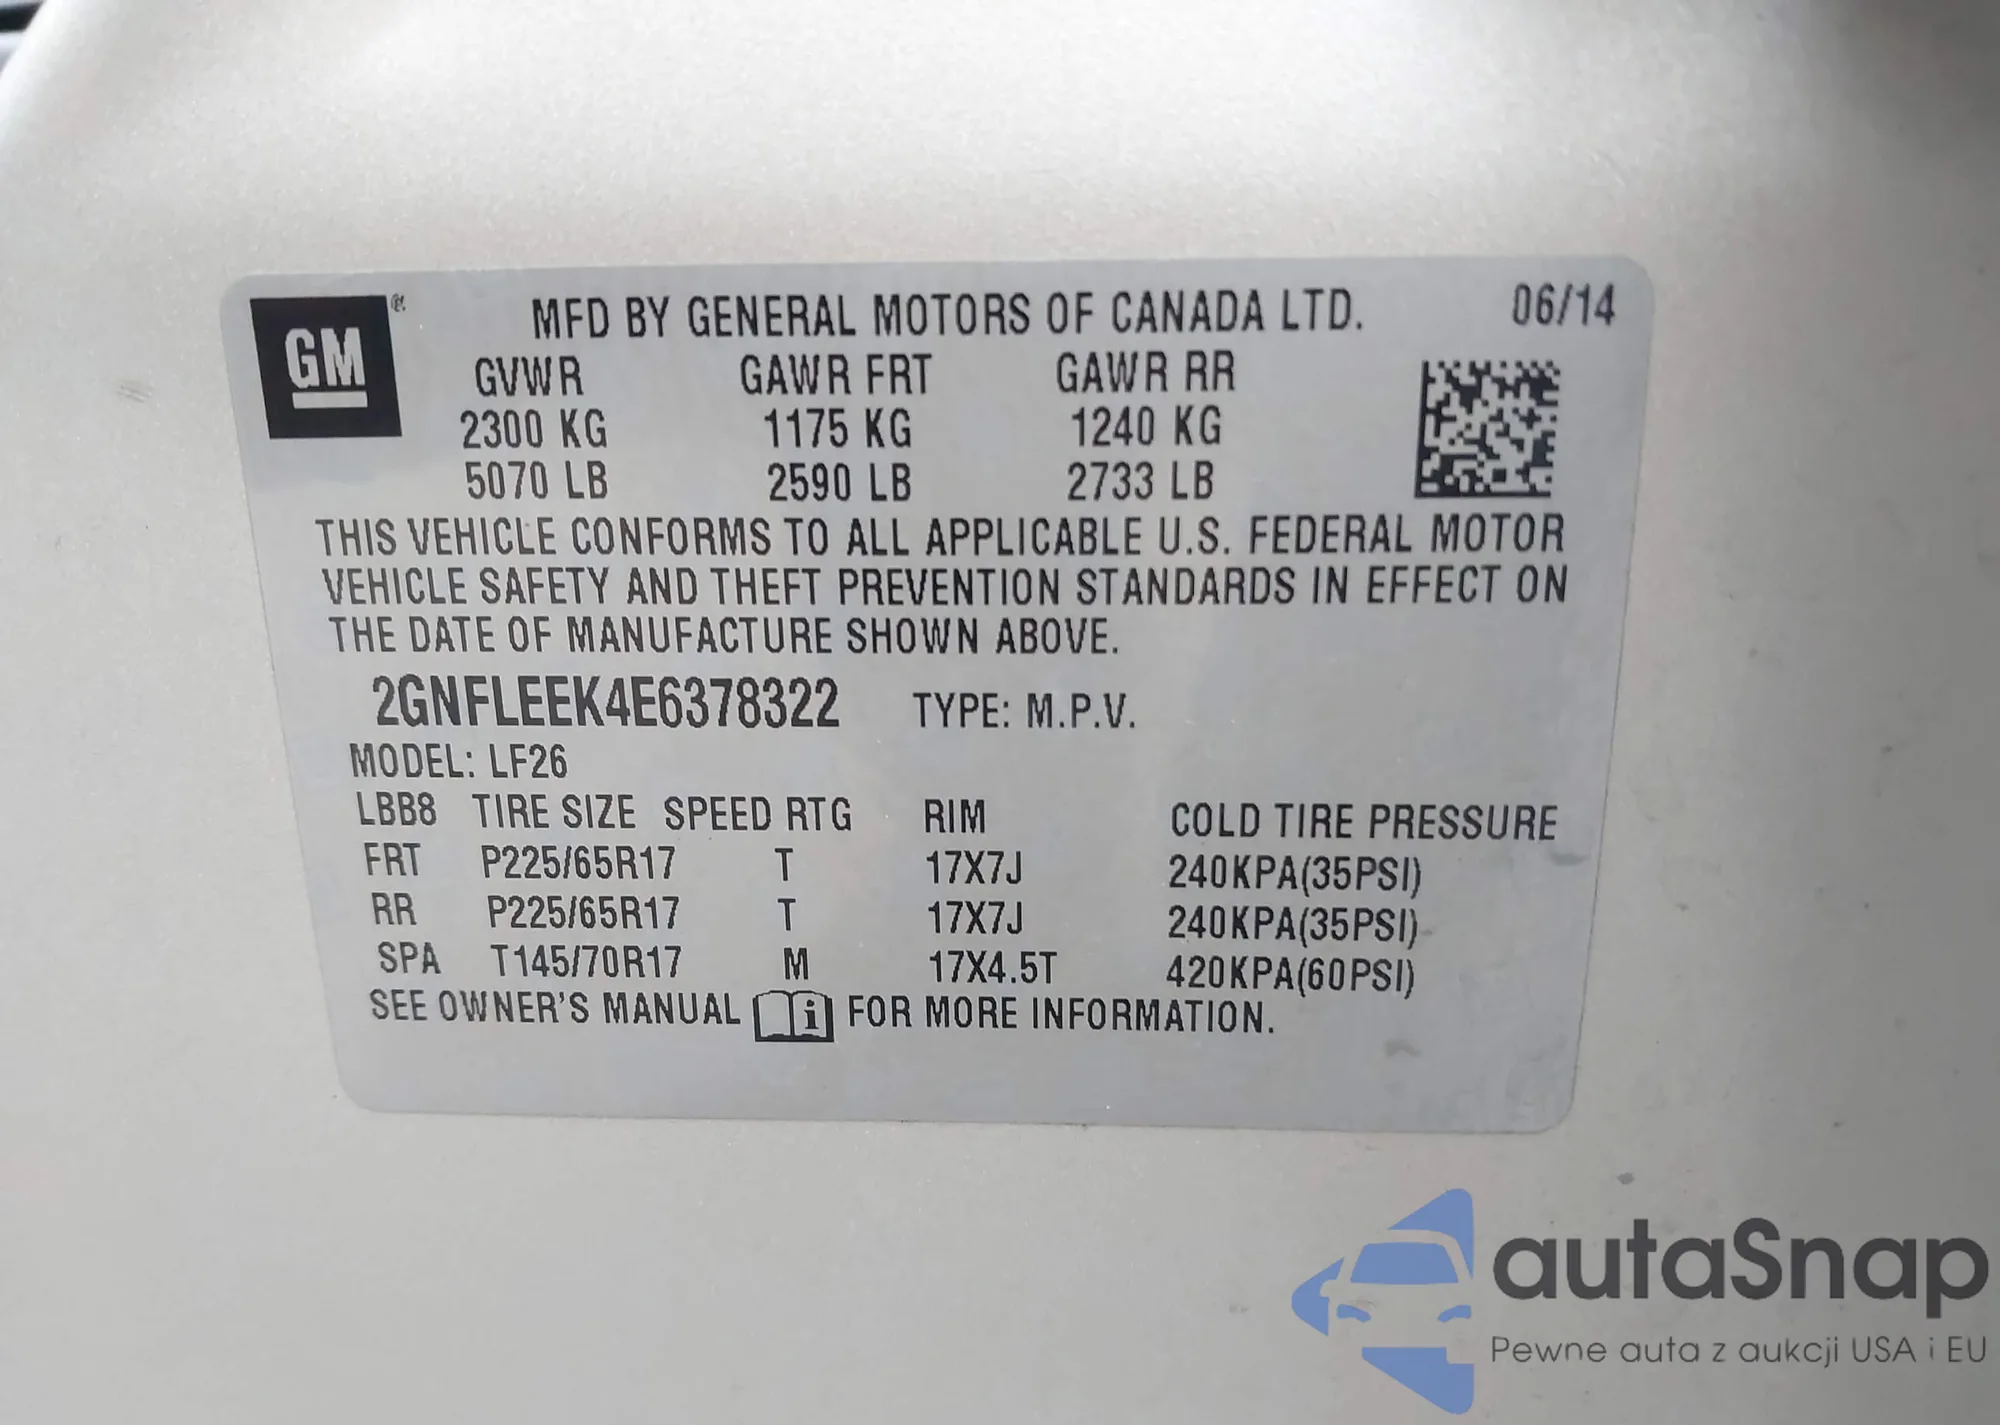 GM®
MFD BY GENERAL MOTORS OF CANADA LTD. 06/14
GVWR GAWR FRT GAWR RR
2300 KG 1175 KG 1240 KG
5070 LB 2590 LB 2733 LB
THIS VEHICLE CONFORMS TO ALL APPLICABLE U.S. FEDERAL MOTOR
VEHICLE SAFETY AND THEFT PREVENTION STANDARDS IN EFFECT ON
THE DATE OF MANUFACTURE SHOWN ABOVE.
2GNFLEEK4E6378322 TYPE: M.P.V.
MODEL: LF26
LBB8 TIRE SIZE SPEED RTG RIM COLD TIRE PRESSURE
FRT P225/65R17 T 17X7J 240KPA(35PSI)
RR P225/65R17 T 17X7J 240KPA(35PSI)
SPA T145/70R17 M 17X4.5T 420KPA(60PSI)
SEE OWNER'S MANUAL i FOR MORE INFORMATION.
autaSnap
Pewne auta z aukcji USA i EU